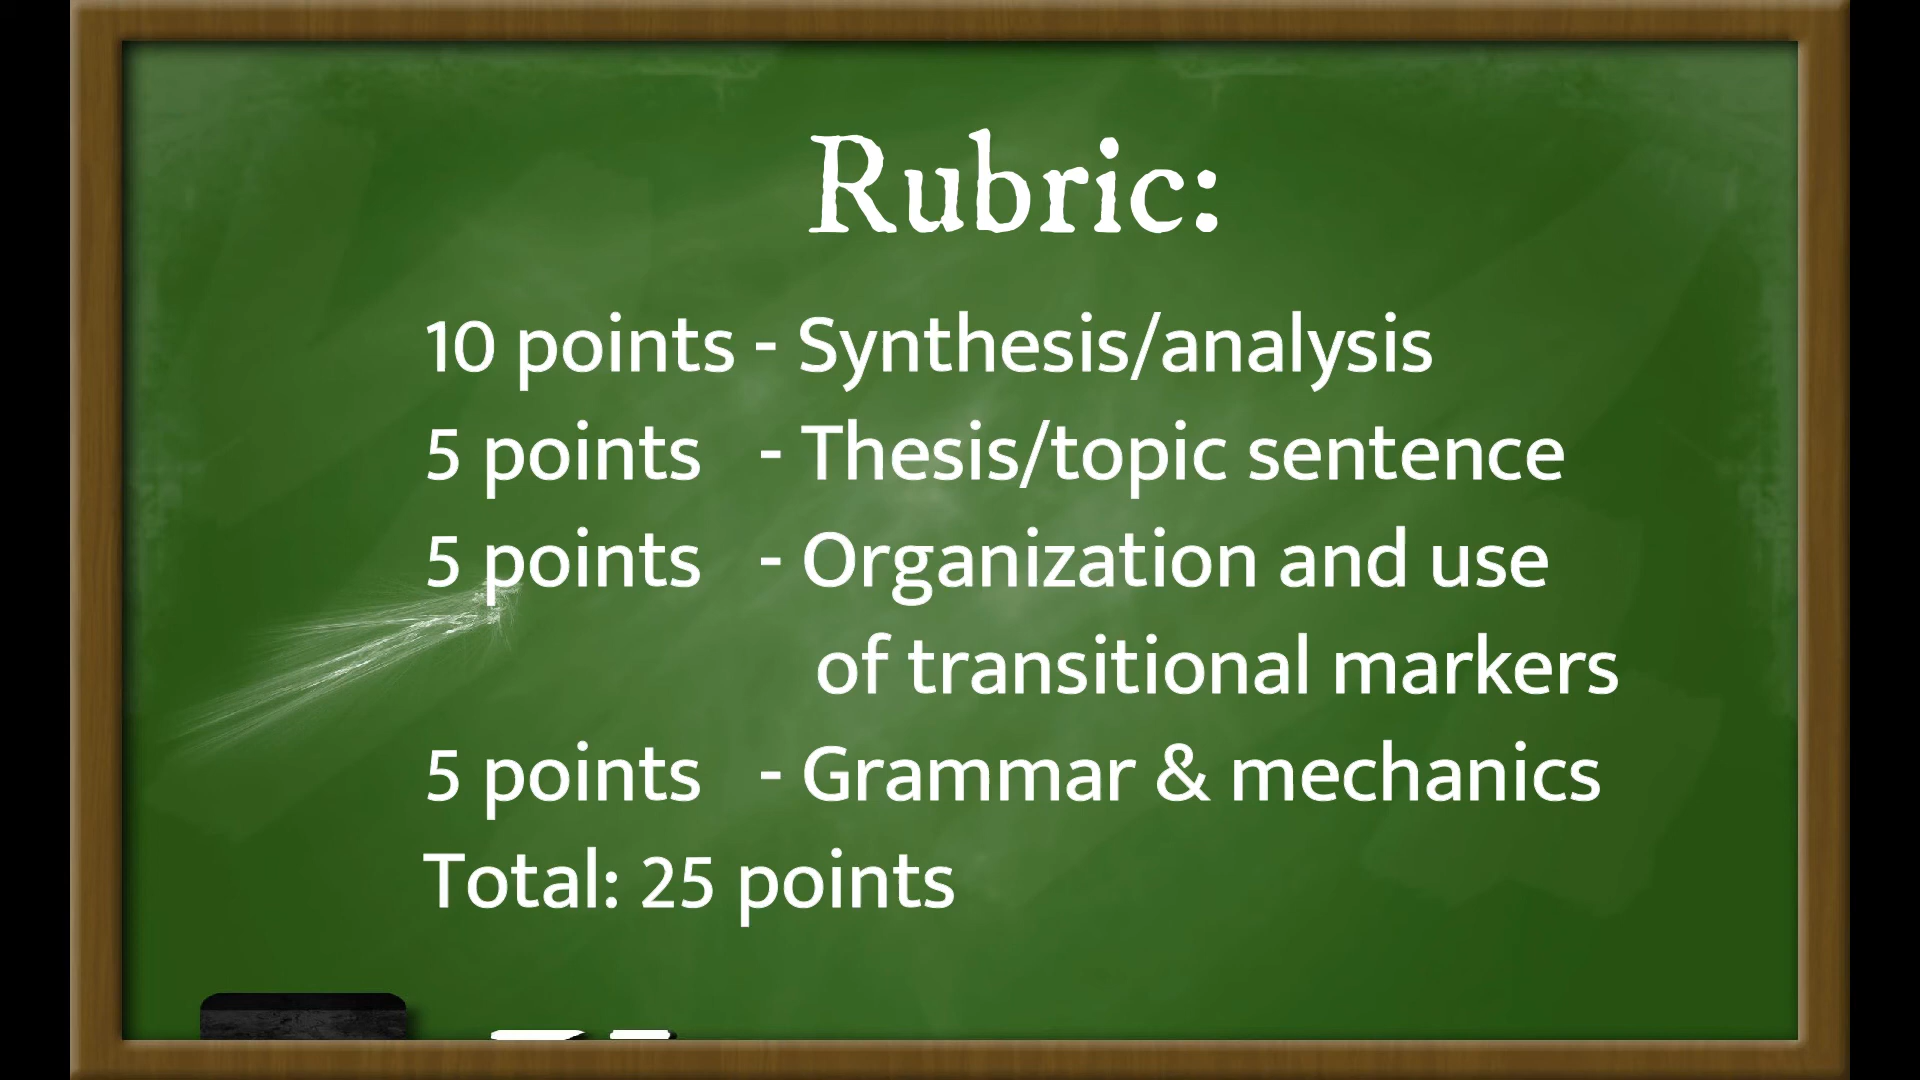 Rubric:
10 points - Synthesis/analysis
5 points - Thesis/topic sentence
5 points - Organization and use
of transitional markers
5 points - Grammar & mechanics
Total: 25 points